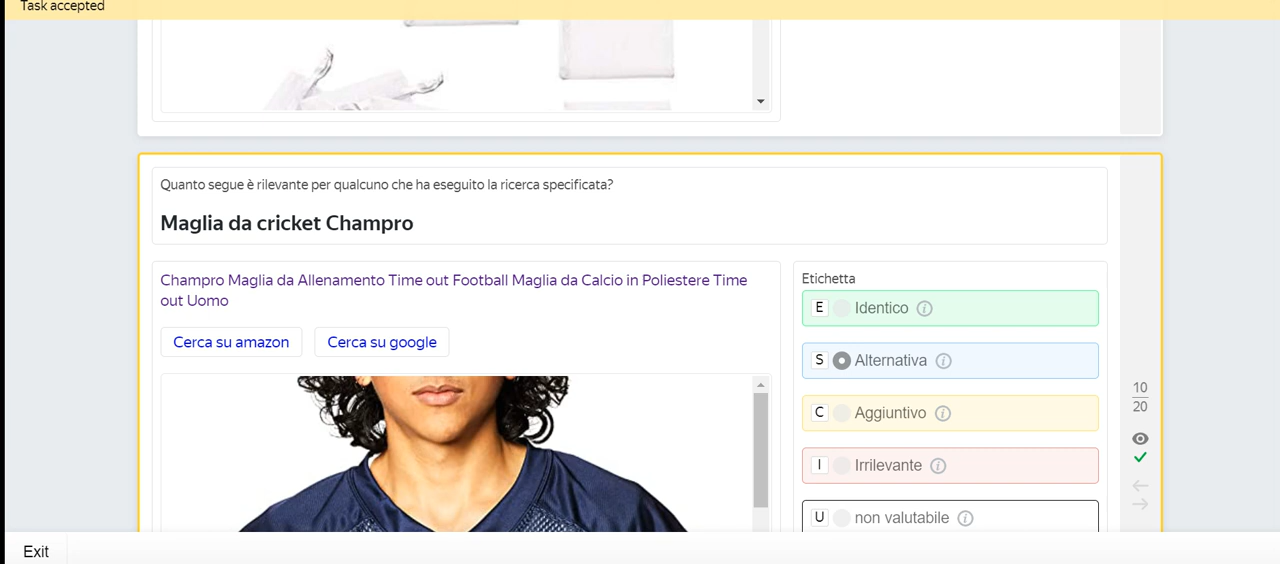 Task accepted
Quanto segue è rilevante per qualcuno che ha eseguito la ricerca specificata?
Maglia da cricket Champro
Champro Maglia da Allenamento Time out Football Maglia da Calcio in Poliestere Time
out Uomo
Cerca su amazon
Cerca su google
Etichetta
E Identico
S Alternativa
C Aggiuntivo
I Irrilevante
U non valutabile
10
20
Exit